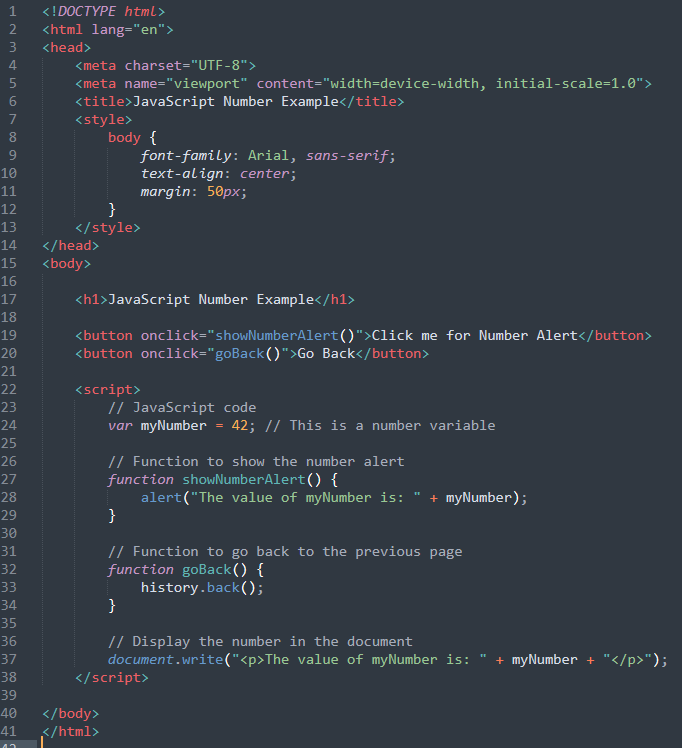 1 <!DOCTYPE html>
2 <html lang="en">
3 <head>
4     <meta charset="UTF-8">
5     <meta name="viewport" content="width=device-width, initial-scale=1.0">
6     <title>JavaScript Number Example</title>
7     <style>
8         body {
9             font-family: Arial, sans-serif;
10             text-align: center;
11             margin: 50px;
12         }
13     </style>
14 </head>
15 <body>
16
17     <h1>JavaScript Number Example</h1>
18
19     <button onclick="showNumberAlert()">Click me for Number Alert</button>
20     <button onclick="goBack()">Go Back</button>
21
22     <script>
23         // JavaScript code
24         var myNumber = 42; // This is a number variable
25
26         // Function to show the number alert
27         function showNumberAlert() {
28             alert("The value of myNumber is: " + myNumber);
29         }
30
31         // Function to go back to the previous page
32         function goBack() {
33             history.back();
34         }
35
36         // Display the number in the document
37         document.write("<p>The value of myNumber is: " + myNumber + "</p>");
38     </script>
39
40 </body>
41 </html>
42